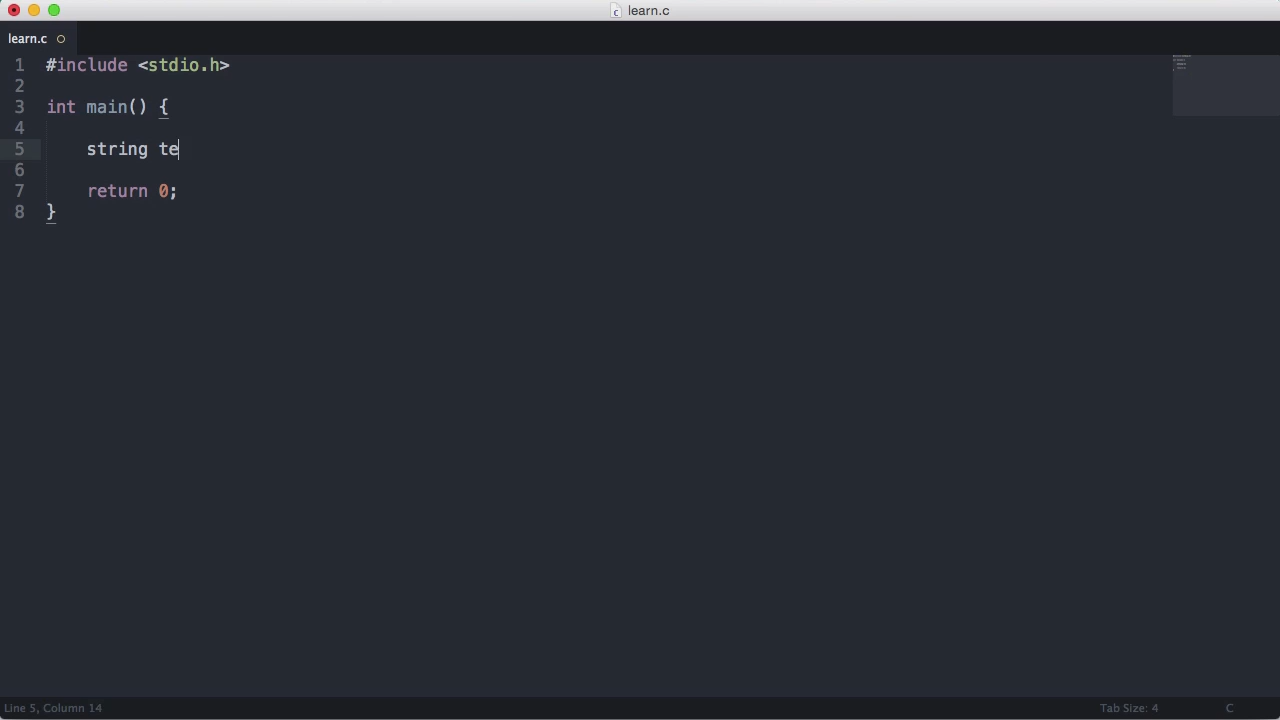 learn.c
learn.c
1 #include <stdio.h>
2
3 int main() {
4
5     string te
6
7     return 0;
8 }
Line 5, Column 14
Tab Size: 4
C